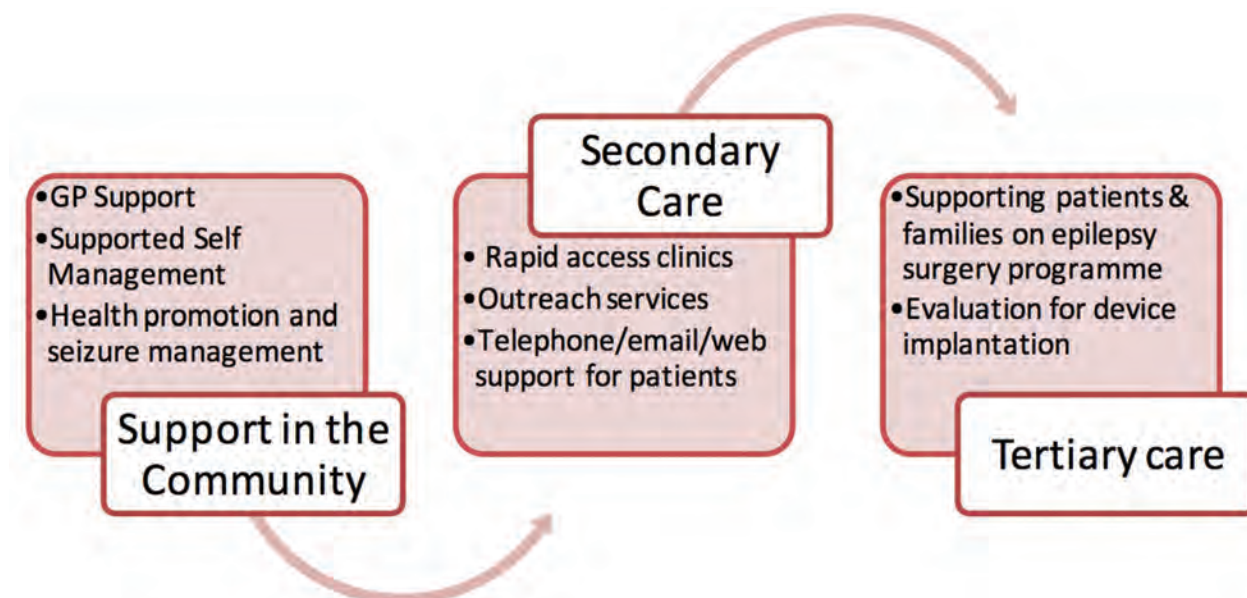 •GP Support
•Supported Self
Management
•Health promotion and
seizure management
Support in the
Community
Secondary
Care
• Rapid access clinics
•Outreach services
•Telephone/email/web
support for patients
•Supporting patients &
families on epilepsy
surgery programme
•Evaluation for device
implantation
Tertiary care